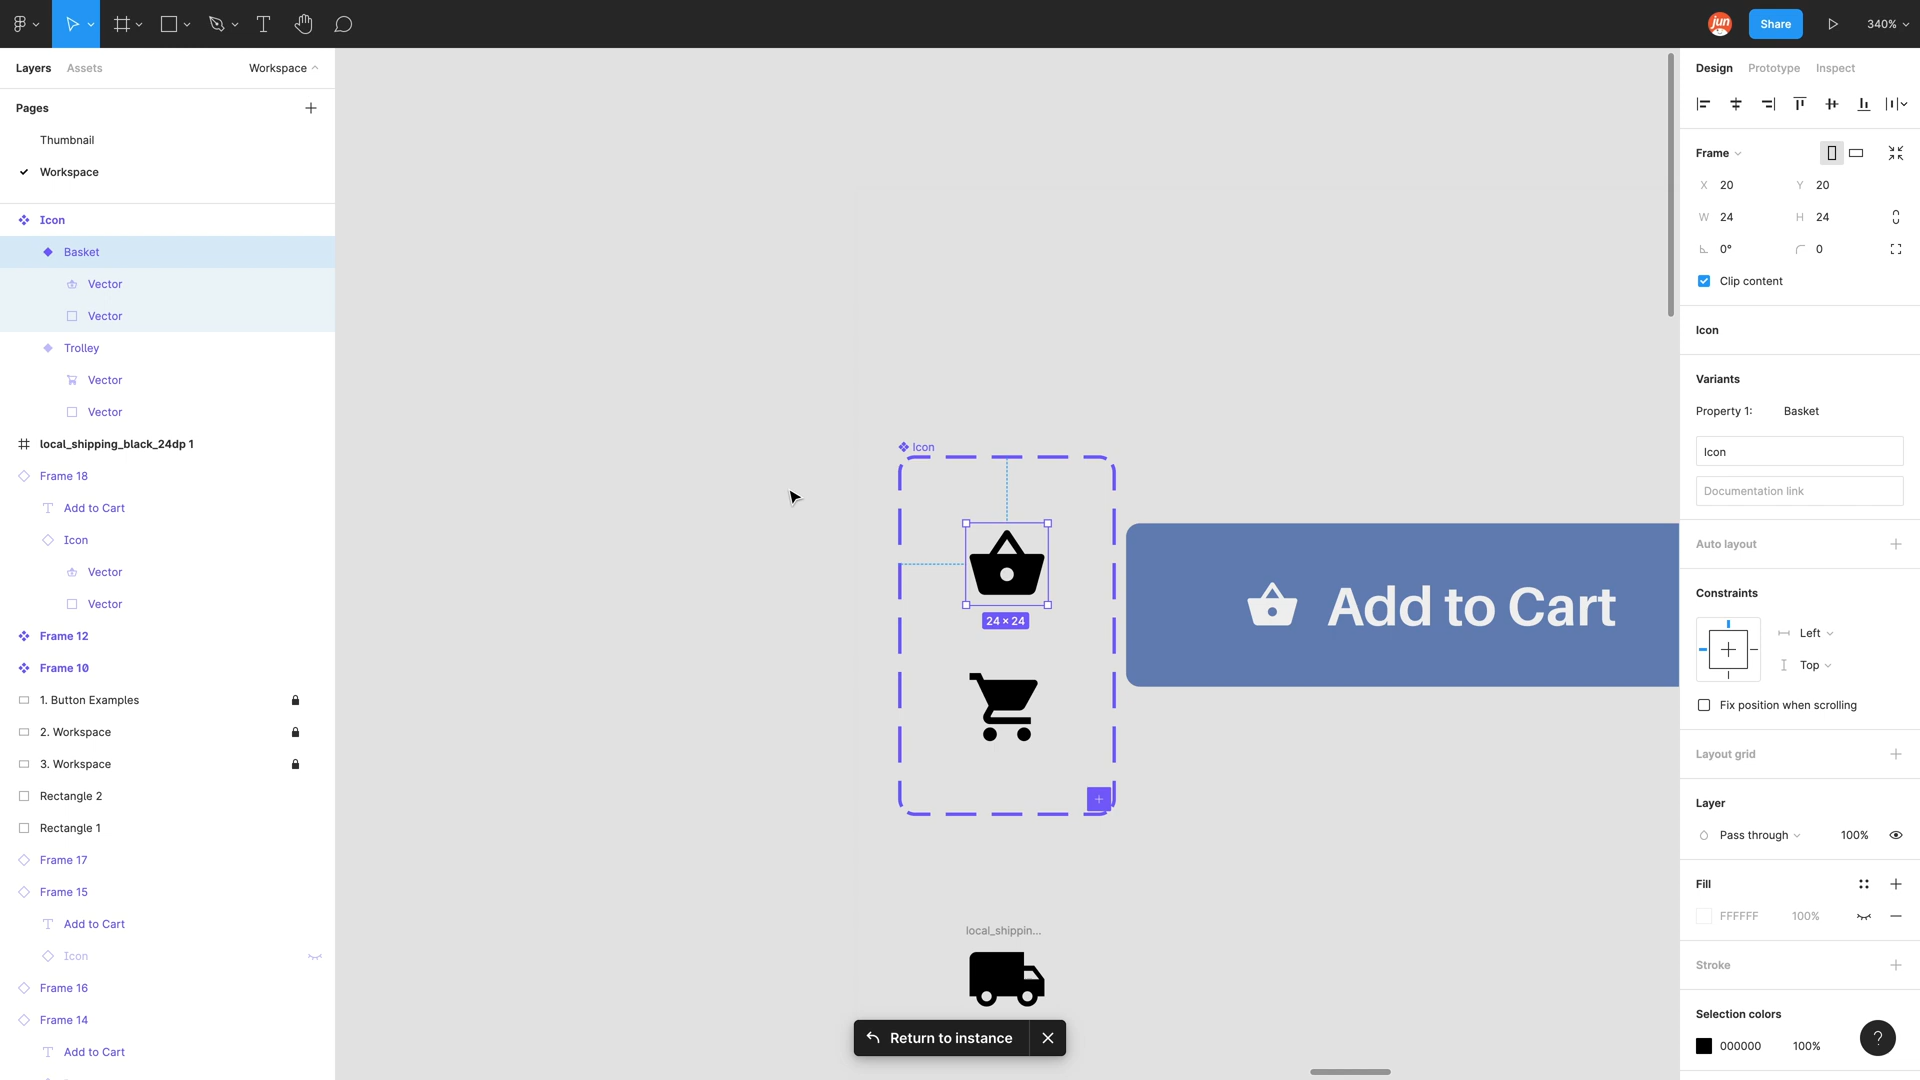 jun
Share
340%
Layers
Assets
Workspace
Pages
Thumbnail
Workspace
Icon
Basket
Vector
Vector
Trolley
Vector
Vector
local_shipping_black_24dp 1
Frame 18
Add to Cart
Icon
Vector
Vector
Frame 12
Frame 10
1. Button Examples
2. Workspace
3. Workspace
Rectangle 2
Rectangle 1
Frame 17
Frame 15
Add to Cart
Icon
Frame 16
Frame 14
Add to Cart
Icon
24 × 24
Add to Cart
local_shippin...
Return to instance
Design
Prototype
Inspect
Frame
X 20
Y 20
W 24
H 24
0°
0
Clip content
Icon
Variants
Property 1: Basket
Icon
Documentation link
Auto layout
Constraints
Left
Top
Fix position when scrolling
Layout grid
Layer
Pass through 100%
Fill
FFFFFF 100%
Stroke
Selection colors
000000 100%
?